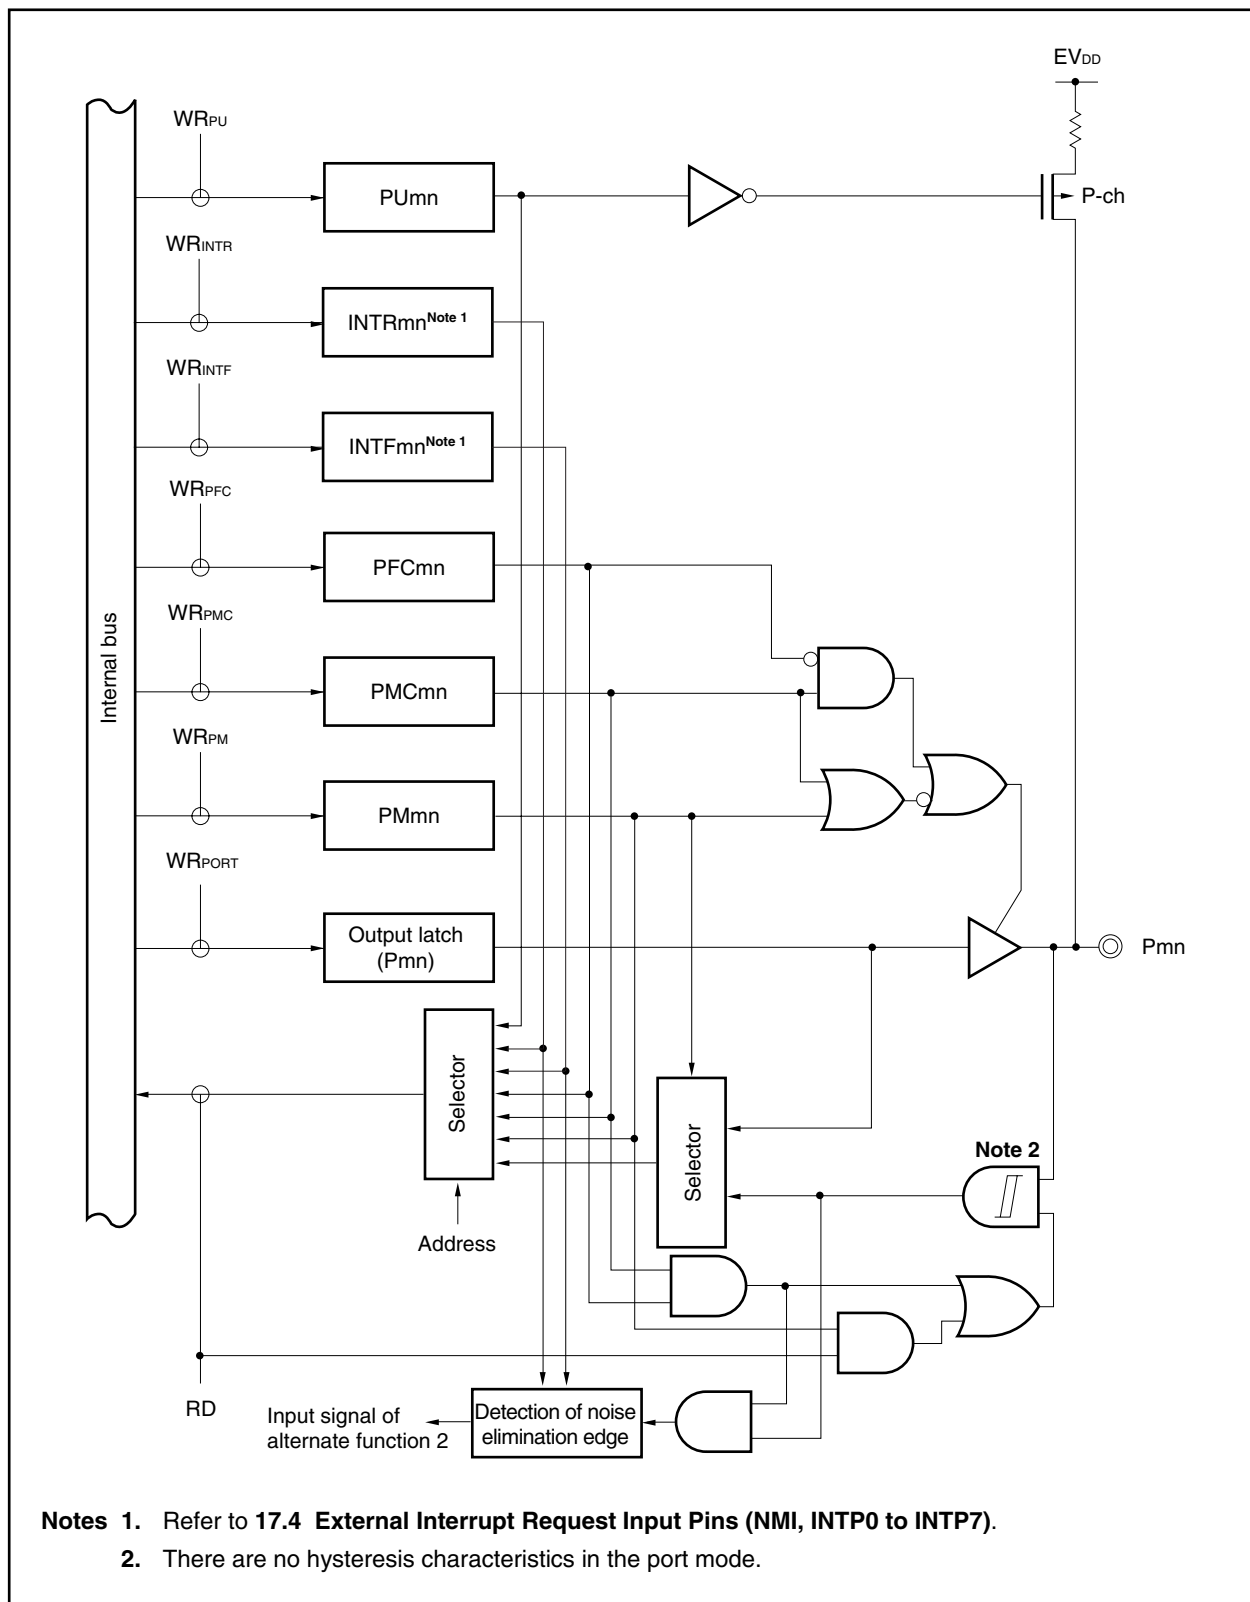 EVDD
WRPU
PUmn
P-ch
WRINTR
INTRmnNote 1
WRINTF
INTFmnNote 1
WRPFC
PFCmn
Internal bus
WRPMC
PMCmn
WRPM
PMmn
WRPORT
Output latch
(Pmn)
Pmn
Selector
Selector
Note 2
Address
RD
Input signal of
alternate function 2
Detection of noise
elimination edge
Notes 1. Refer to 17.4 External Interrupt Request Input Pins (NMI, INTP0 to INTP7).
2. There are no hysteresis characteristics in the port mode.